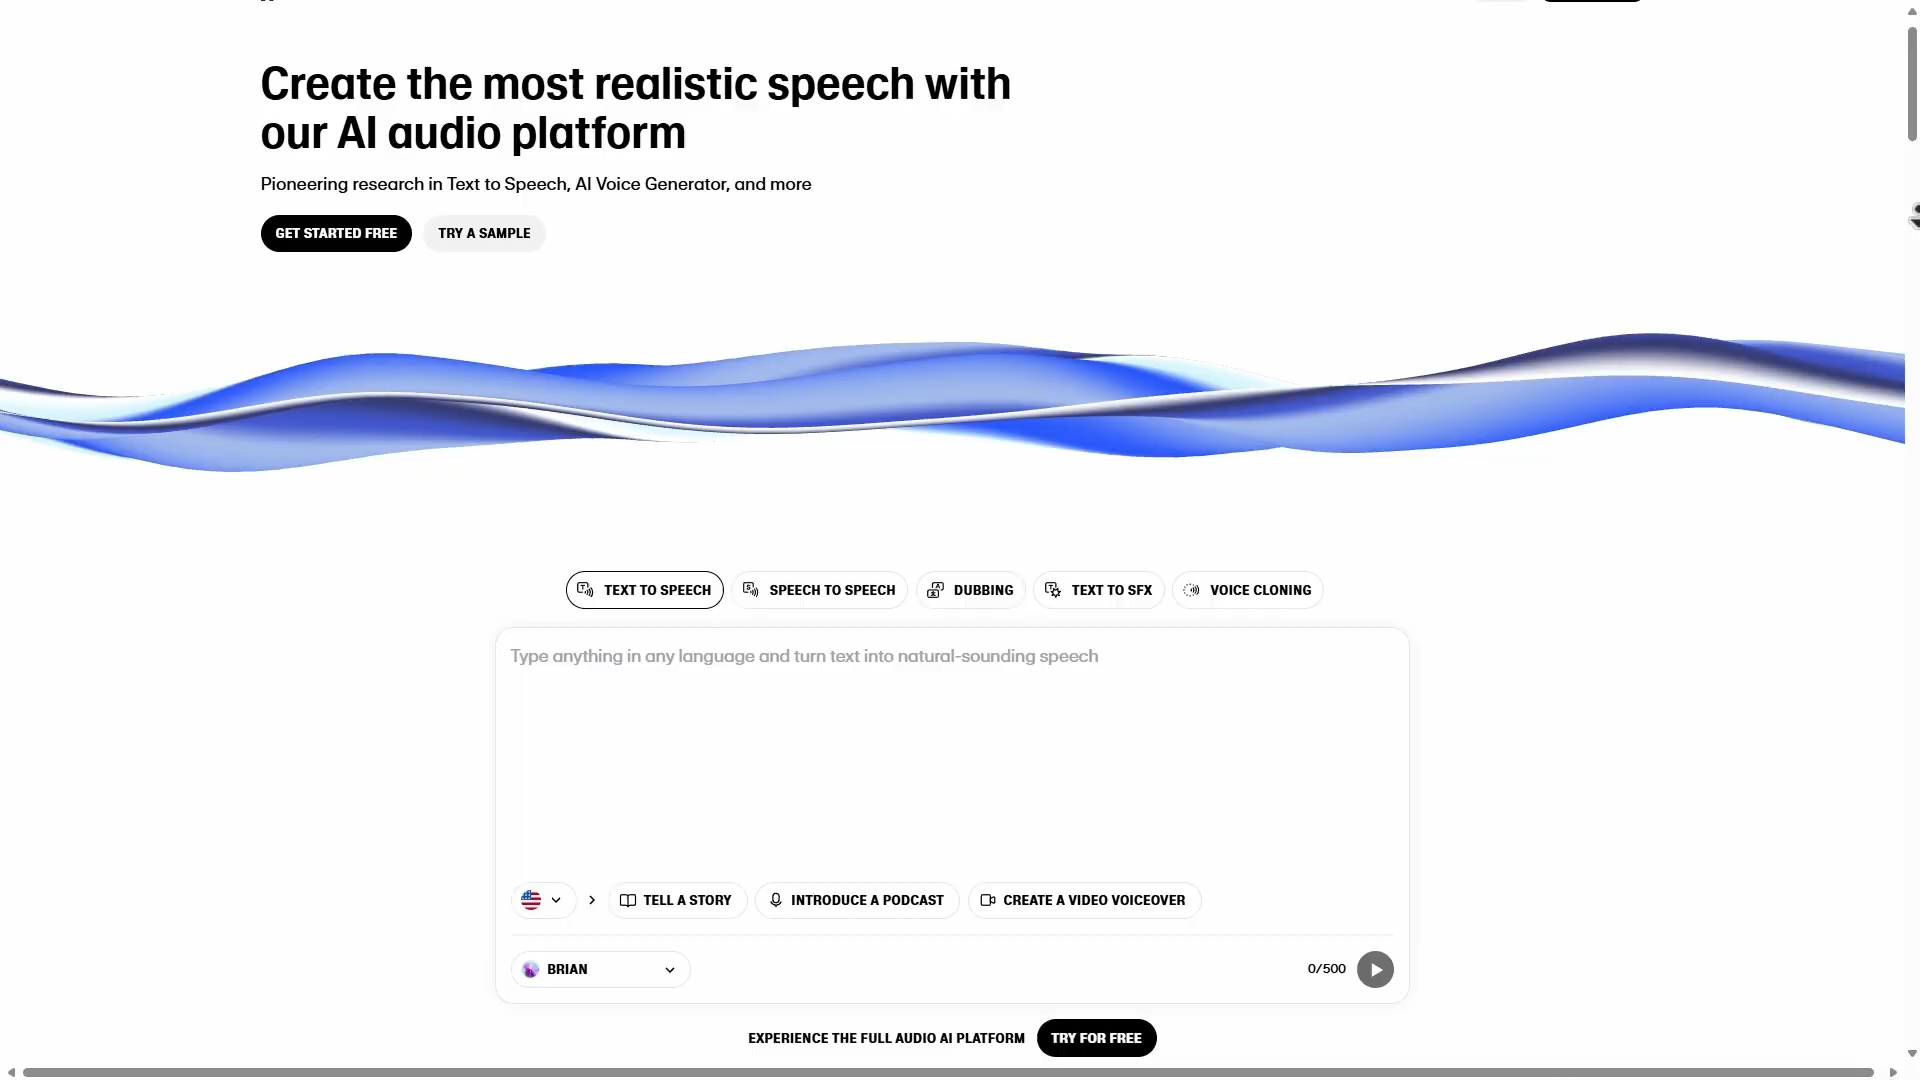 Create the most realistic speech with
our AI audio platform
Pioneering research in Text to Speech, AI Voice Generator, and more
GET STARTED FREE
TRY A SAMPLE
TEXT TO SPEECH
SPEECH TO SPEECH
DUBBING
TEXT TO SFX
VOICE CLONING
Type anything in any language and turn text into natural-sounding speech
TELL A STORY
INTRODUCE A PODCAST
CREATE A VIDEO VOICEOVER
BRIAN
0/500
EXPERIENCE THE FULL AUDIO AI PLATFORM
TRY FOR FREE